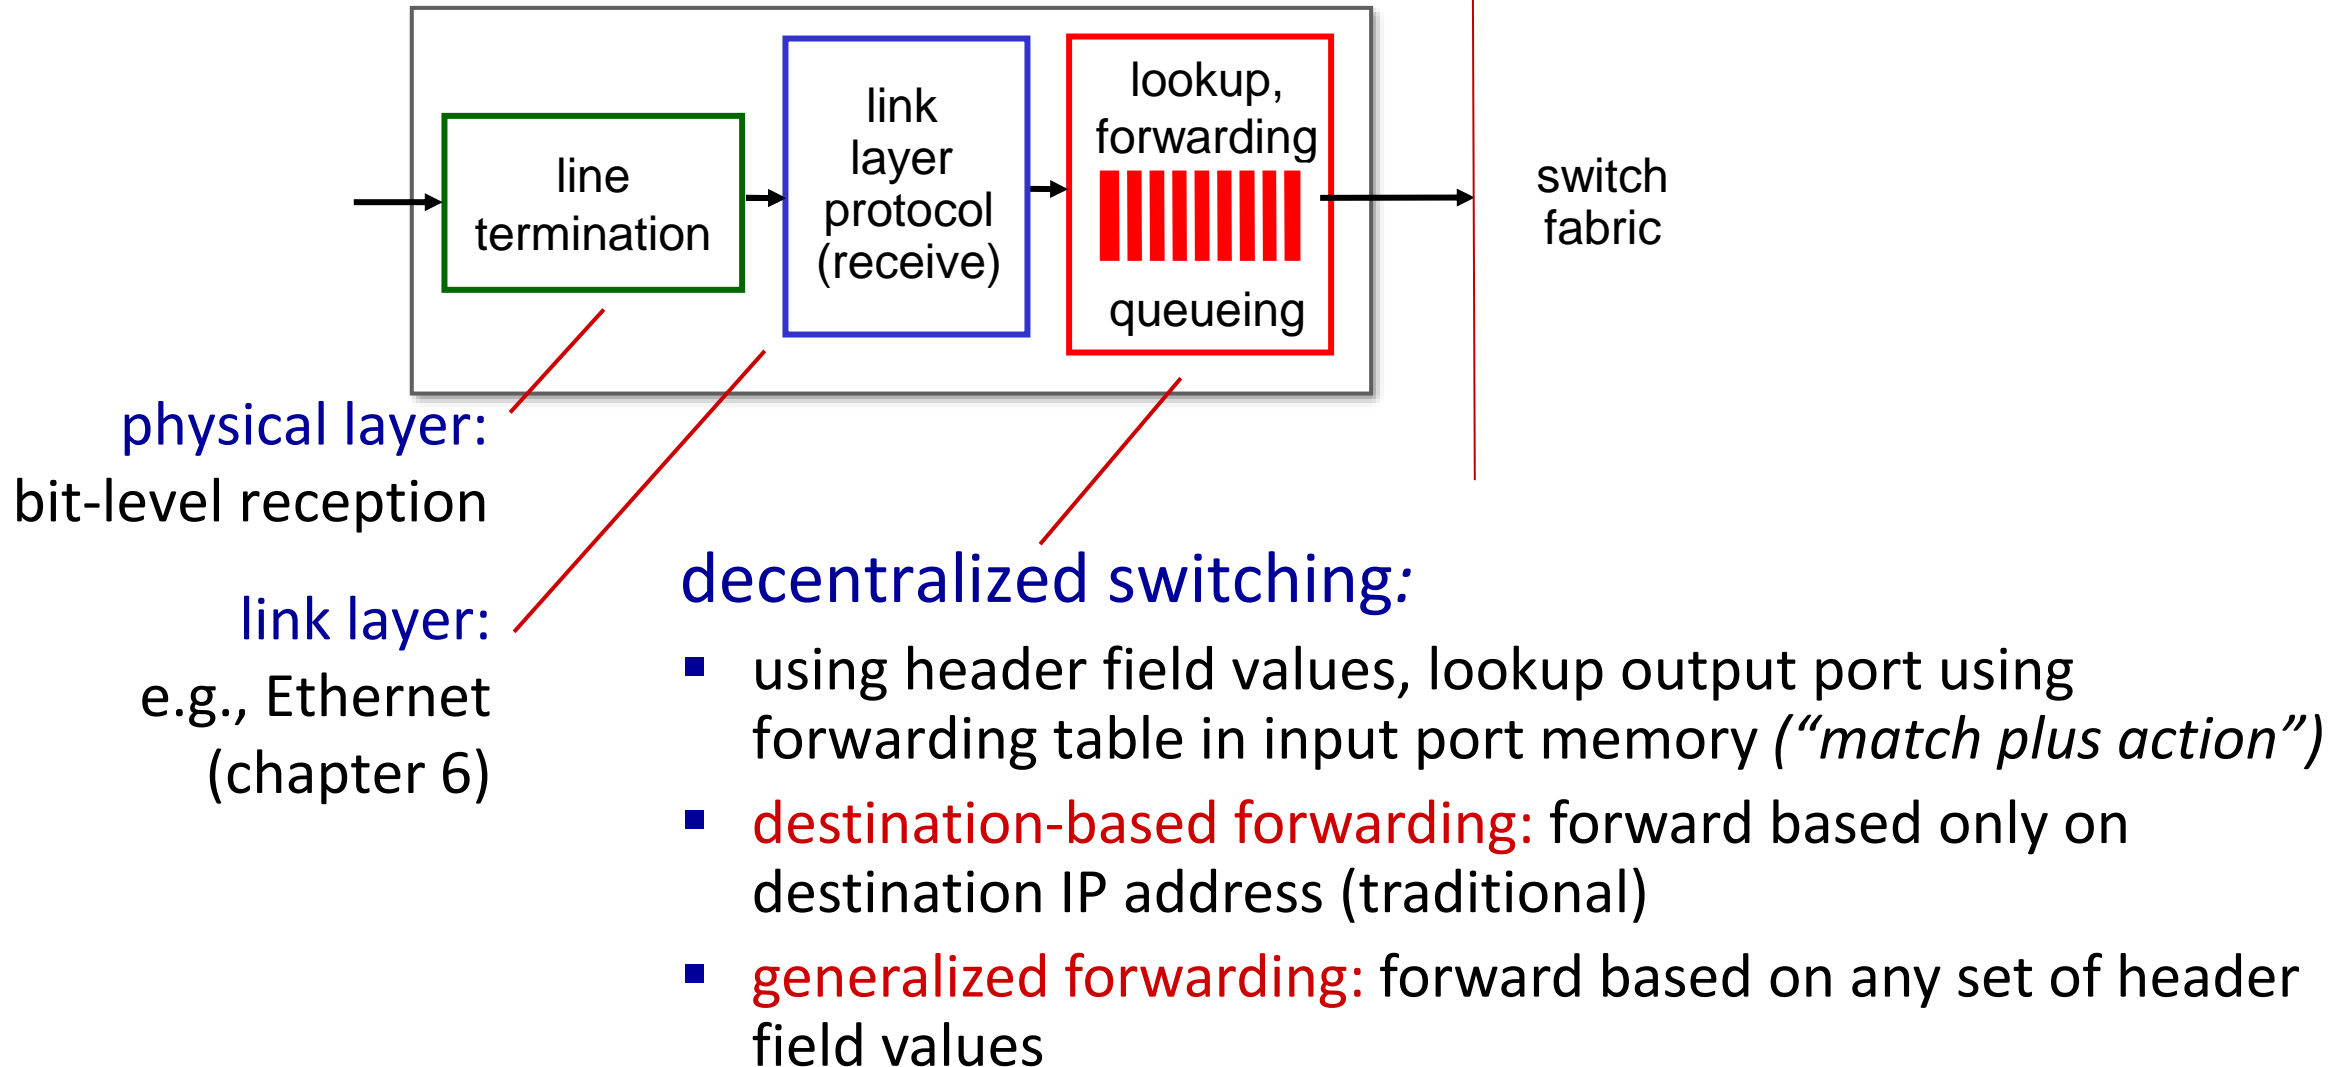 line
termination
link
layer
protocol
(receive)
lookup,
forwarding
queueing
switch
fabric
physical layer:
bit-level reception
link layer:
e.g., Ethernet
(chapter 6)
decentralized switching:
▪ using header field values, lookup output port using
forwarding table in input port memory (“match plus action”)
▪ destination-based forwarding: forward based only on
destination IP address (traditional)
▪ generalized forwarding: forward based on any set of header
field values